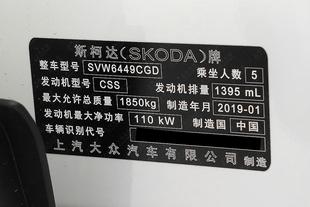 斯柯达(SKODA)牌
整车型号 SVW6449CGD 乘坐人数 5
发动机型号 CSS 发动机排量 1395 mL
最大允许总质量 1850kg 制造年月 2019-01
发动机最大净功率 110 kW 制造国 中国
车辆识别代号
上汽大众汽车有限公司 制造